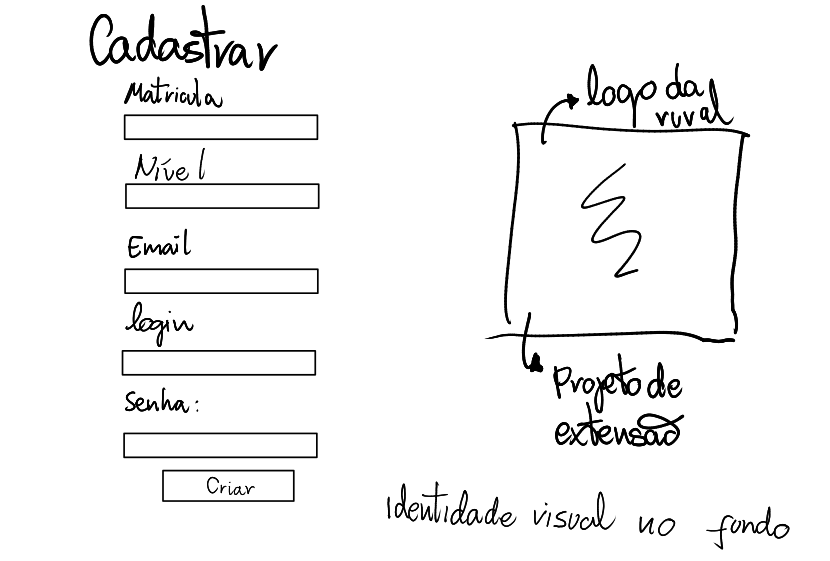 Cadastrar
Matricula
Nível
Email
login
Senha:
Criar
logo da
rural
Projeto de
extensão
Identidade visual no fundo